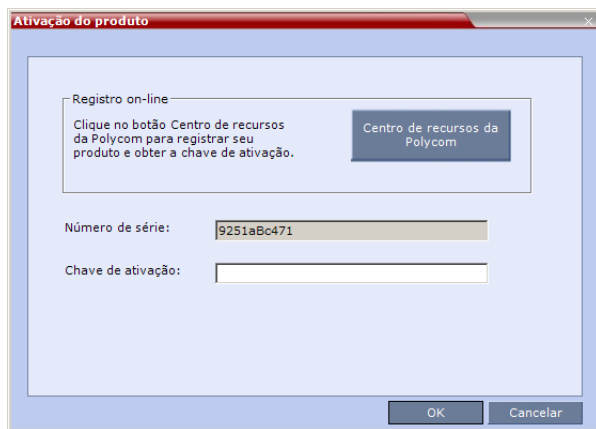 Ativação do produto
Registro on-line
Clique no botão Centro de recursos
da Polycom para registrar seu
produto e obter a chave de ativação.
Centro de recursos da
Polycom
Número de série:
9251aBc471
Chave de ativação:
OK
Cancelar